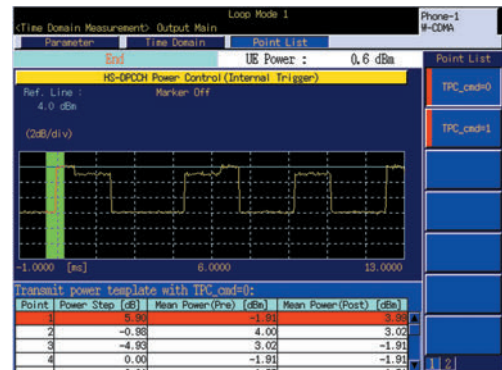 Loop Mode 1
Phone-1
<Time Domain Measurement> Output Main
W-CDMA
Parameter Time Domain Point List
End UE Power : 0.6 dBm Point List
HS-DPCCH Power Control(Internal Trigger)
Ref. Line : Marker Off TPC_cmd=0
4.0 dBm
(2dB/div) TPC_cmd=1
-1.0000 [ms] 6.0000 13.0000
Transmit power template with TPC_cmd=0:
Point Power Step [dB] Mean Power(Pre) [dBm] Mean Power(Post) [dBm]
1 5.90 -1.91 3.99
2 -0.98 4.00 3.02
3 -4.93 3.02 -1.91
4 0.00 -1.91 -1.91
1 2